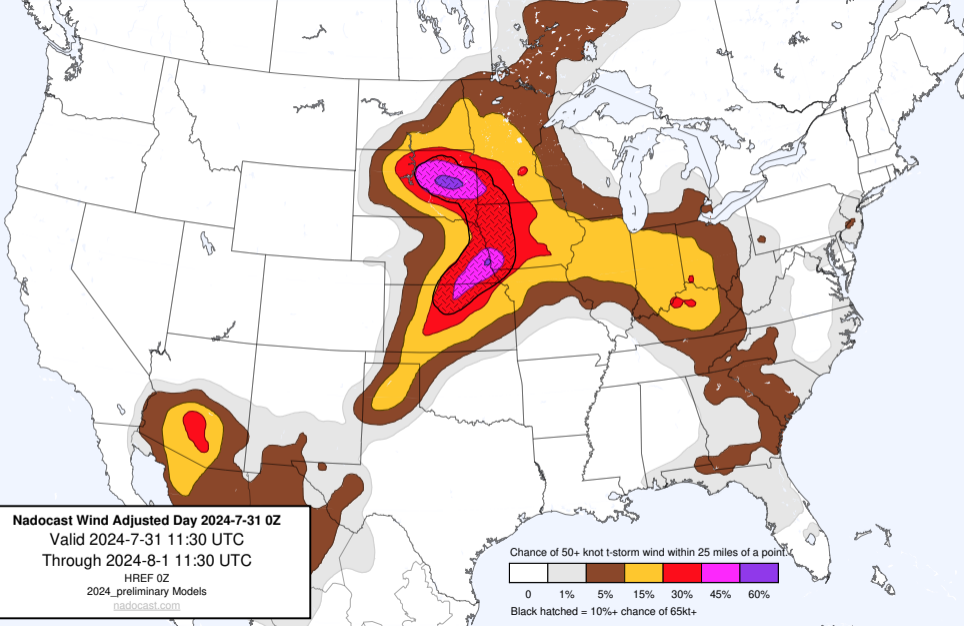 Nadocast Wind Adjusted Day 2024-7-31 0Z
Valid 2024-7-31 11:30 UTC
Through 2024-8-1 11:30 UTC
HREF 0Z
2024_preliminary Models
nadocast.com
Chance of 50+ knot t-storm wind within 25 miles of a point.
0 1% 5% 15% 30% 45% 60%
Black hatched = 10%+ chance of 65kt+